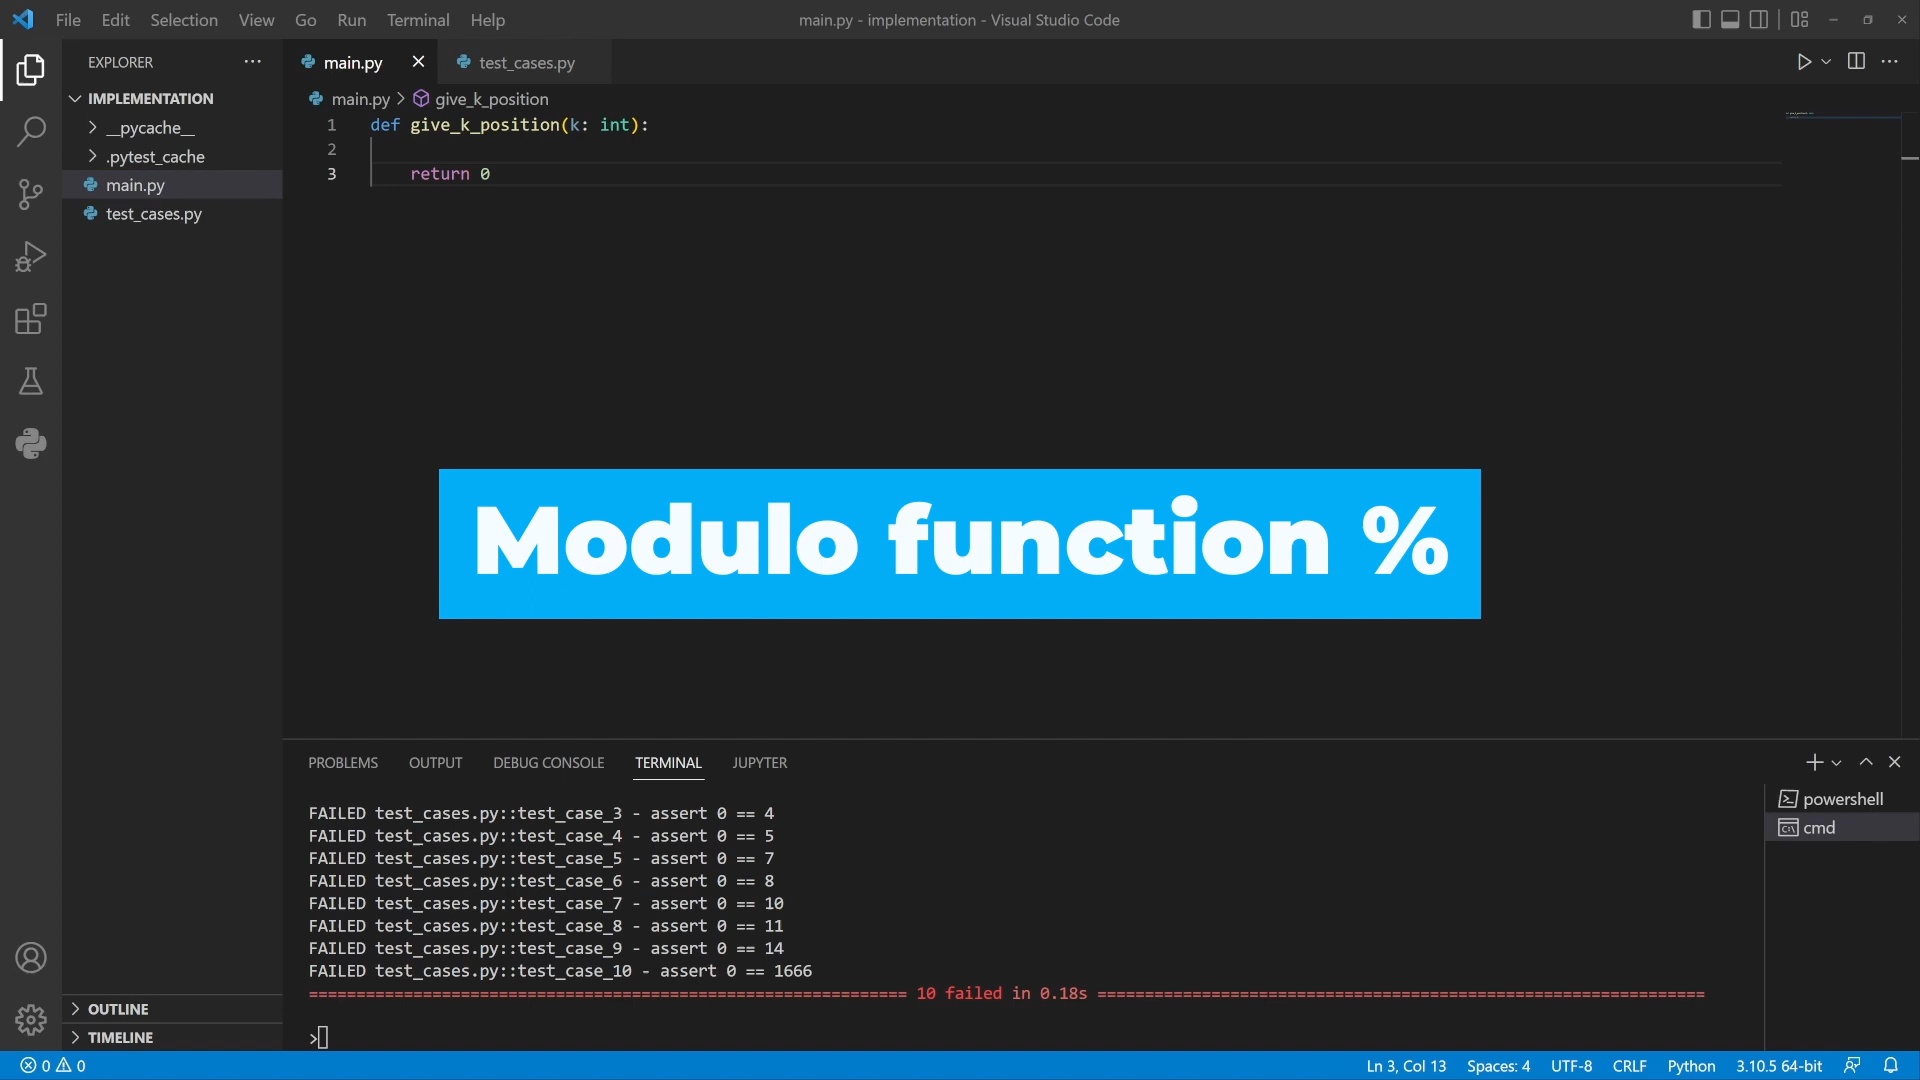 File Edit Selection View Go Run Terminal Help
main.py - implementation - Visual Studio Code
EXPLORER
IMPLEMENTATION
__pycache__
.pytest_cache
main.py
test_cases.py
OUTLINE
TIMELINE
main.py test_cases.py
main.py > give_k_position
1 def give_k_position(k: int):
2
3 return 0
Modulo function %
PROBLEMS OUTPUT DEBUG CONSOLE TERMINAL JUPYTER
FAILED test_cases.py::test_case_3 - assert 0 == 4
FAILED test_cases.py::test_case_4 - assert 0 == 5
FAILED test_cases.py::test_case_5 - assert 0 == 7
FAILED test_cases.py::test_case_6 - assert 0 == 8
FAILED test_cases.py::test_case_7 - assert 0 == 10
FAILED test_cases.py::test_case_8 - assert 0 == 11
FAILED test_cases.py::test_case_9 - assert 0 == 14
FAILED test_cases.py::test_case_10 - assert 0 == 1666
10 failed in 0.18s
>
powershell
cmd
0 0
Ln 3, Col 13 Spaces: 4 UTF-8 CRLF Python 3.10.5 64-bit